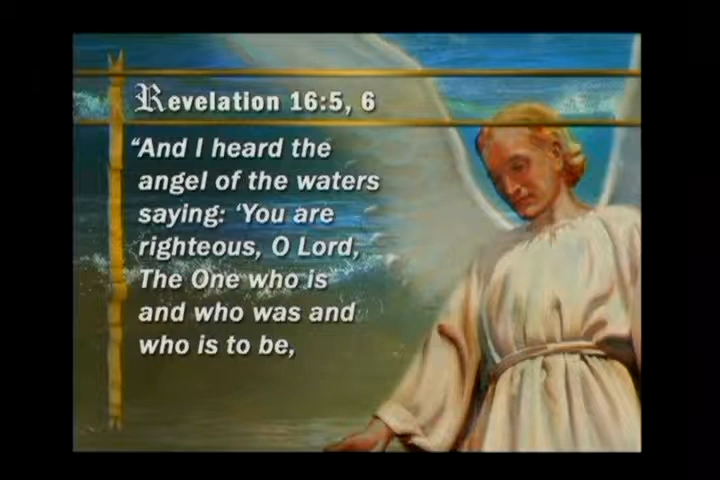 Revelation 16:5, 6
“And I heard the
angel of the waters
saying: ‘You are
righteous, O Lord,
The One who is
and who was and
who is to be,